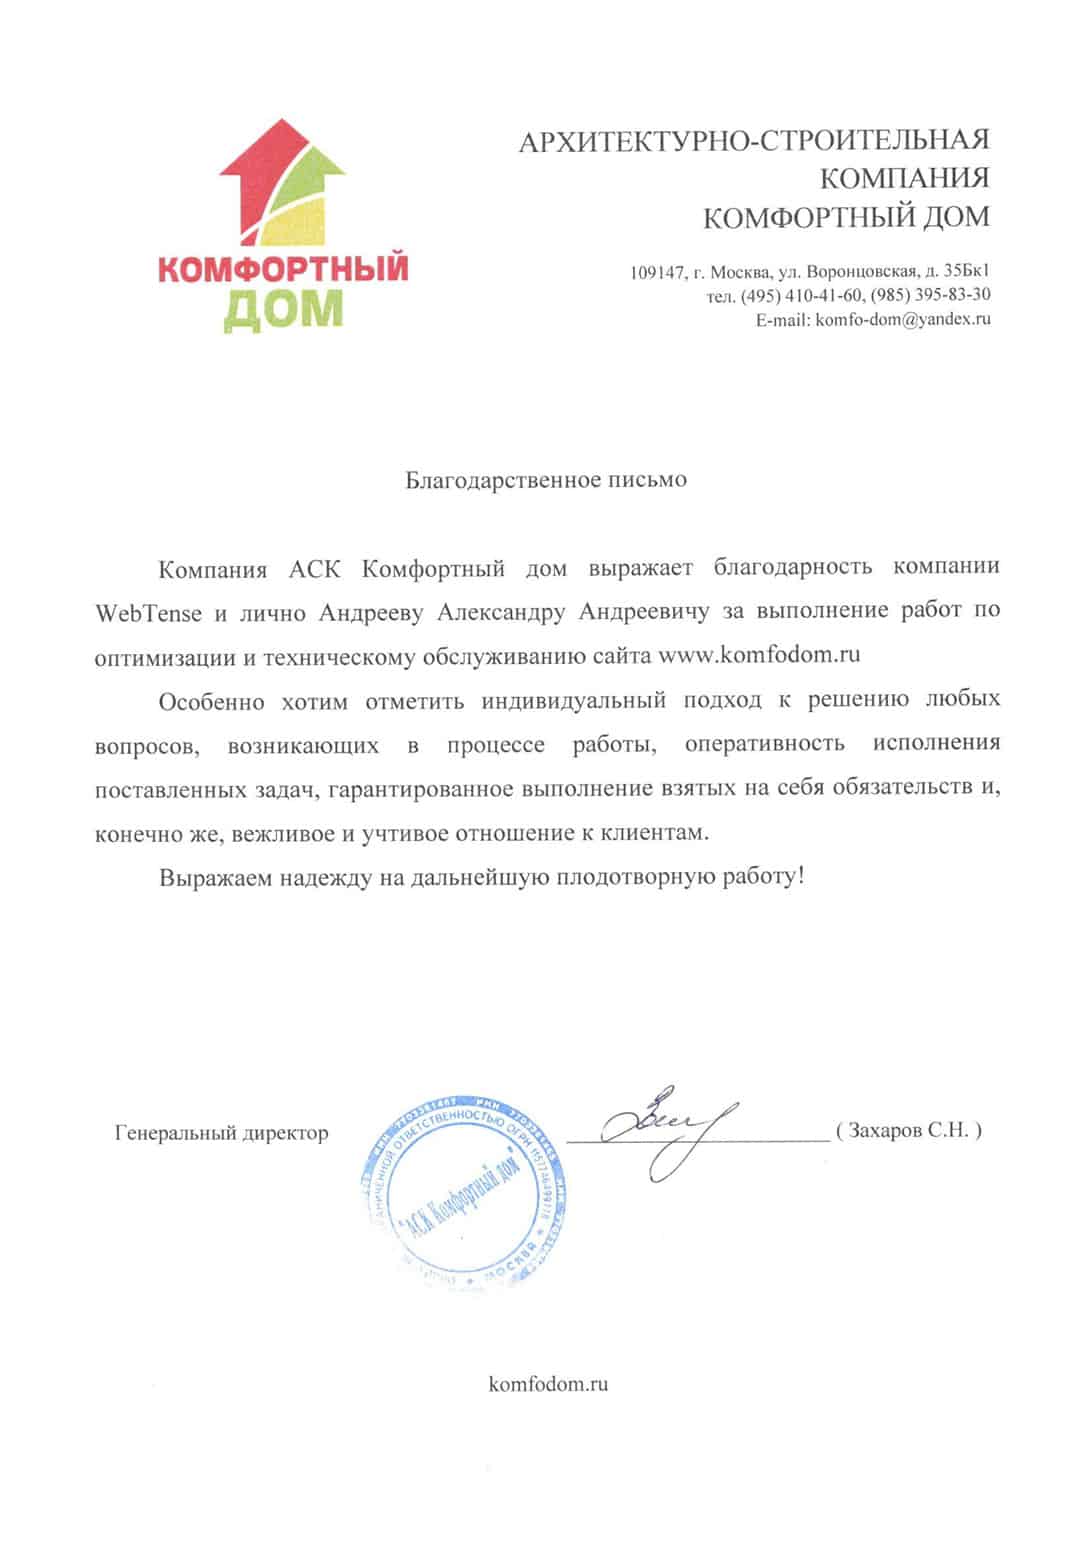 КОМФОРТНЫЙ
ДОМ
АРХИТЕКТУРНО-СТРОИТЕЛЬНАЯ
КОМПАНИЯ
КОМФОРТНЫЙ ДОМ
109147, г. Москва, ул. Воронцовская, д. 35Бк1
тел. (495) 410-41-60, (985) 395-83-30
E-mail: komfo-dom@yandex.ru
Благодарственное письмо
Компания АСК Комфортный дом выражает благодарность компании
WebTense и лично Андрееву Александру Андреевичу за выполнение работ по
оптимизации и техническому обслуживанию сайта www.komfodom.ru
Особенно хотим отметить индивидуальный подход к решению любых
вопросов, возникающих в процессе работы, оперативность исполнения
поставленных задач, гарантированное выполнение взятых на себя обязательств и,
конечно же, вежливое и учтивое отношение к клиентам.
Выражаем надежду на дальнейшую плодотворную работу!
Генеральный директор
( Захаров С.Н. )
ОТВЕТСТВЕННОСТЬЮ ОГРН
"АСК Комфортный дом"
МОСКВА
komfodom.ru